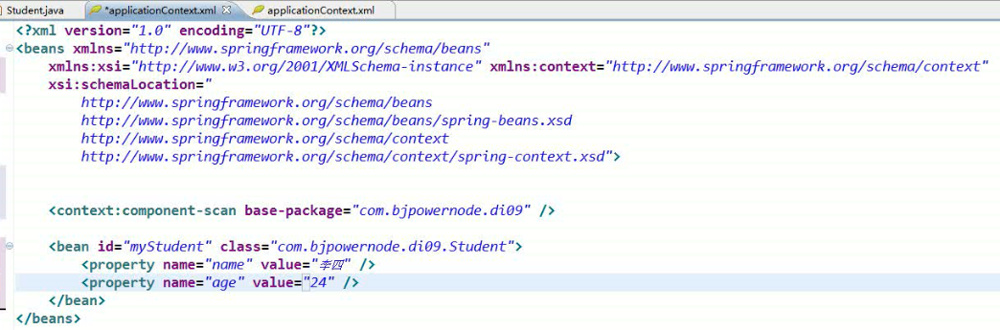 Student.java *applicationContext.xml applicationContext.xml
<?xml version="1.0" encoding="UTF-8"?>
<beans xmlns="http://www.springframework.org/schema/beans"
xmlns:xsi="http://www.w3.org/2001/XMLSchema-instance" xmlns:context="http://www.springframework.org/schema/context"
xsi:schemaLocation="
http://www.springframework.org/schema/beans
http://www.springframework.org/schema/beans/spring-beans.xsd
http://www.springframework.org/schema/context
http://www.springframework.org/schema/context/spring-context.xsd">
<context:component-scan base-package="com.bjpowernode.di09" />
<bean id="myStudent" class="com.bjpowernode.di09.Student">
<property name="name" value="李四" />
<property name="age" value="24" />
</bean>
</beans>